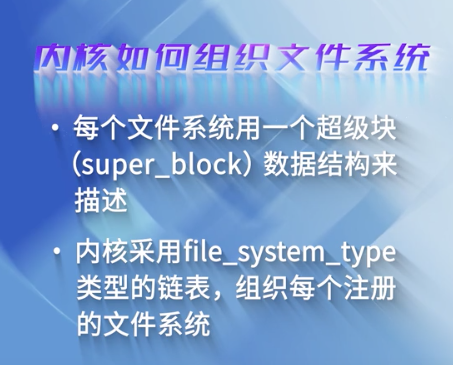 内核如何组织文件系统
• 每个文件系统用一个超级块
（super_block）数据结构来
描述
• 内核采用file_system_type
类型的链表，组织每个注册
的文件系统